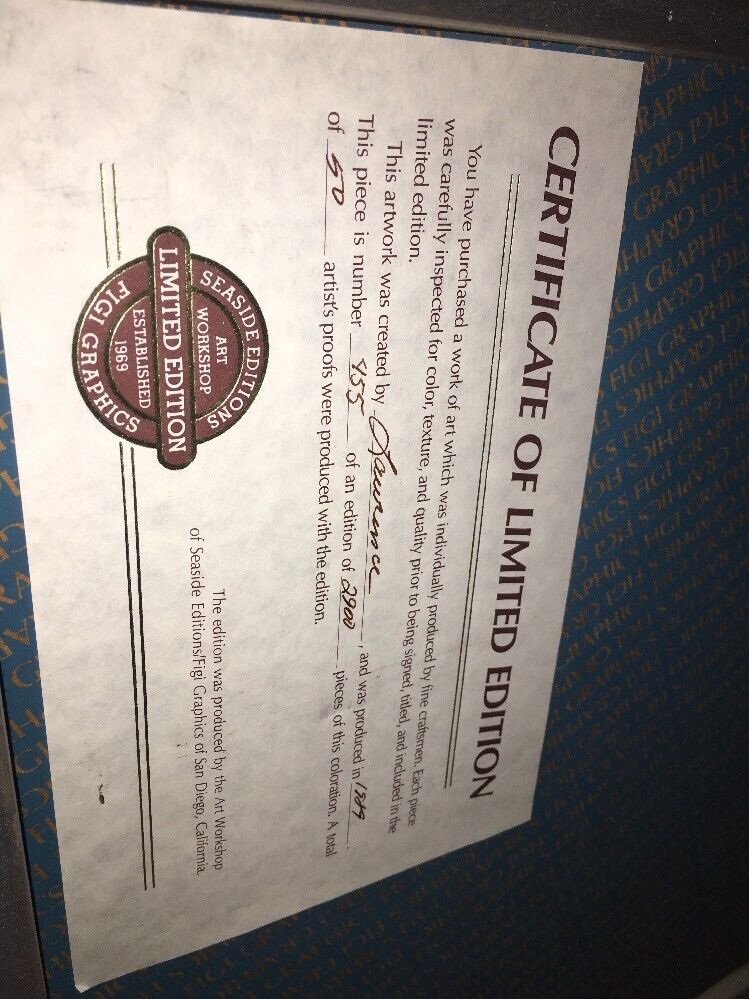 CERTIFICATE OF LIMITED EDITION
You have purchased a work of art which was individually produced by fine craftsmen. Each piece
was carefully inspected for color, texture, and quality prior to being signed, titled, and included in the
limited edition.
This artwork was created by Laurence, and was produced in 1989.
This piece is number 455 of an edition of 2900 pieces of this coloration. A total
of 50 artist's proofs were produced with the edition.
SEASIDE EDITIONS
ART
WORKSHOP
LIMITED EDITION
ESTABLISHED
1969
FIGI GRAPHICS
The edition was produced by the Art Workshop
of Seaside Editions/Figi Graphics of San Diego, California.
FIGI GRAPHICS